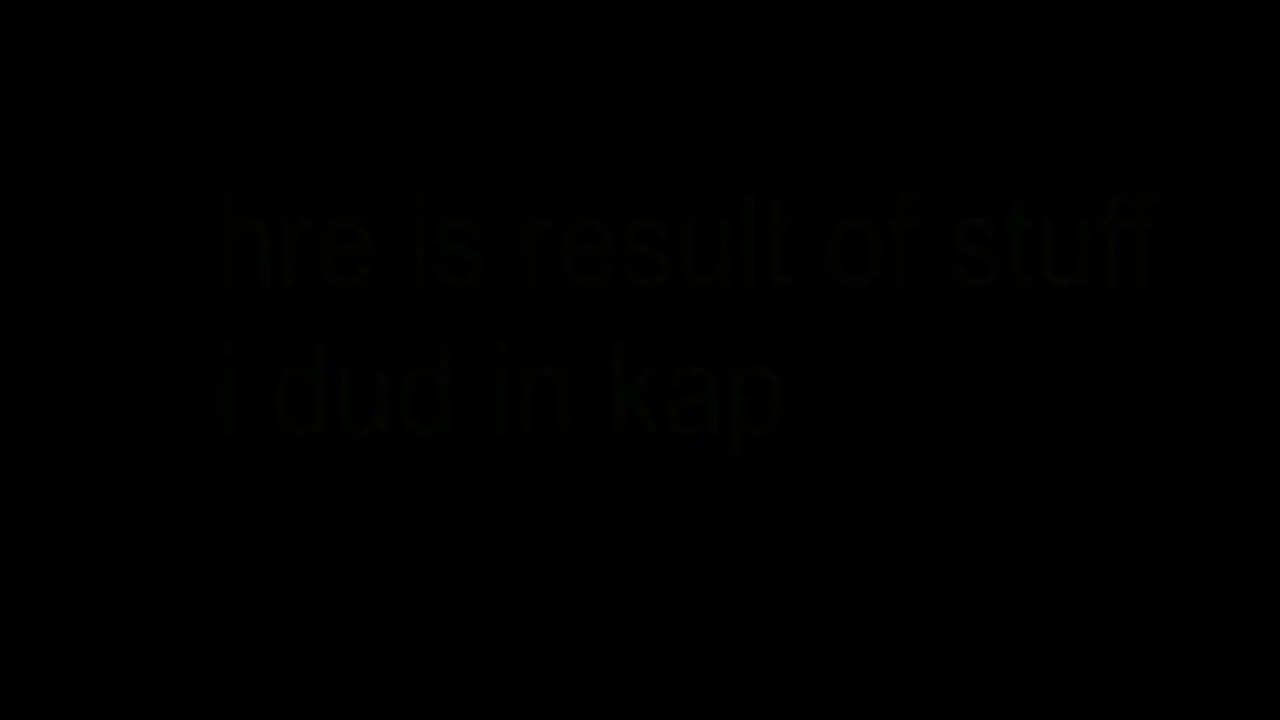 hre is result of stuff
i dud in kap